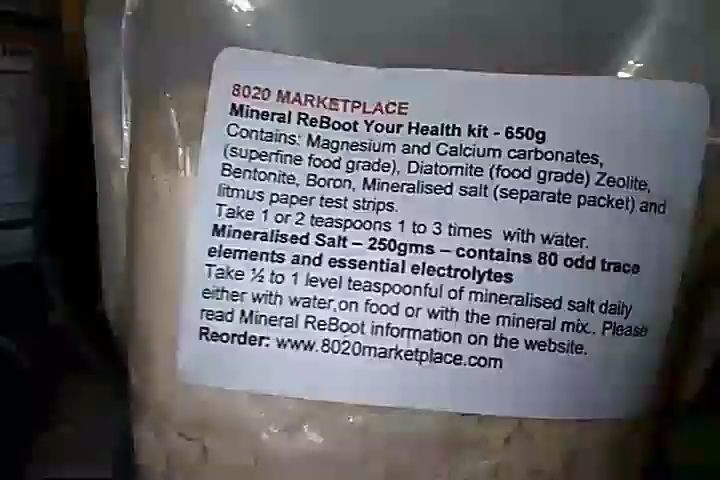 8020 MARKETPLACE
Mineral ReBoot Your Health kit - 650g
Contains: Magnesium and Calcium carbonates,
(superfine food grade), Diatomite (food grade) Zeolite,
Bentonite, Boron, Mineralised salt (separate packet) and
litmus paper test strips.
Take 1 or 2 teaspoons 1 to 3 times with water.
Mineralised Salt – 250gms – contains 80 odd trace
elements and essential electrolytes
Take ½ to 1 level teaspoonful of mineralised salt daily
either with water,on food or with the mineral mix.. Please
read Mineral ReBoot information on the website.
Reorder: www.8020marketplace.com